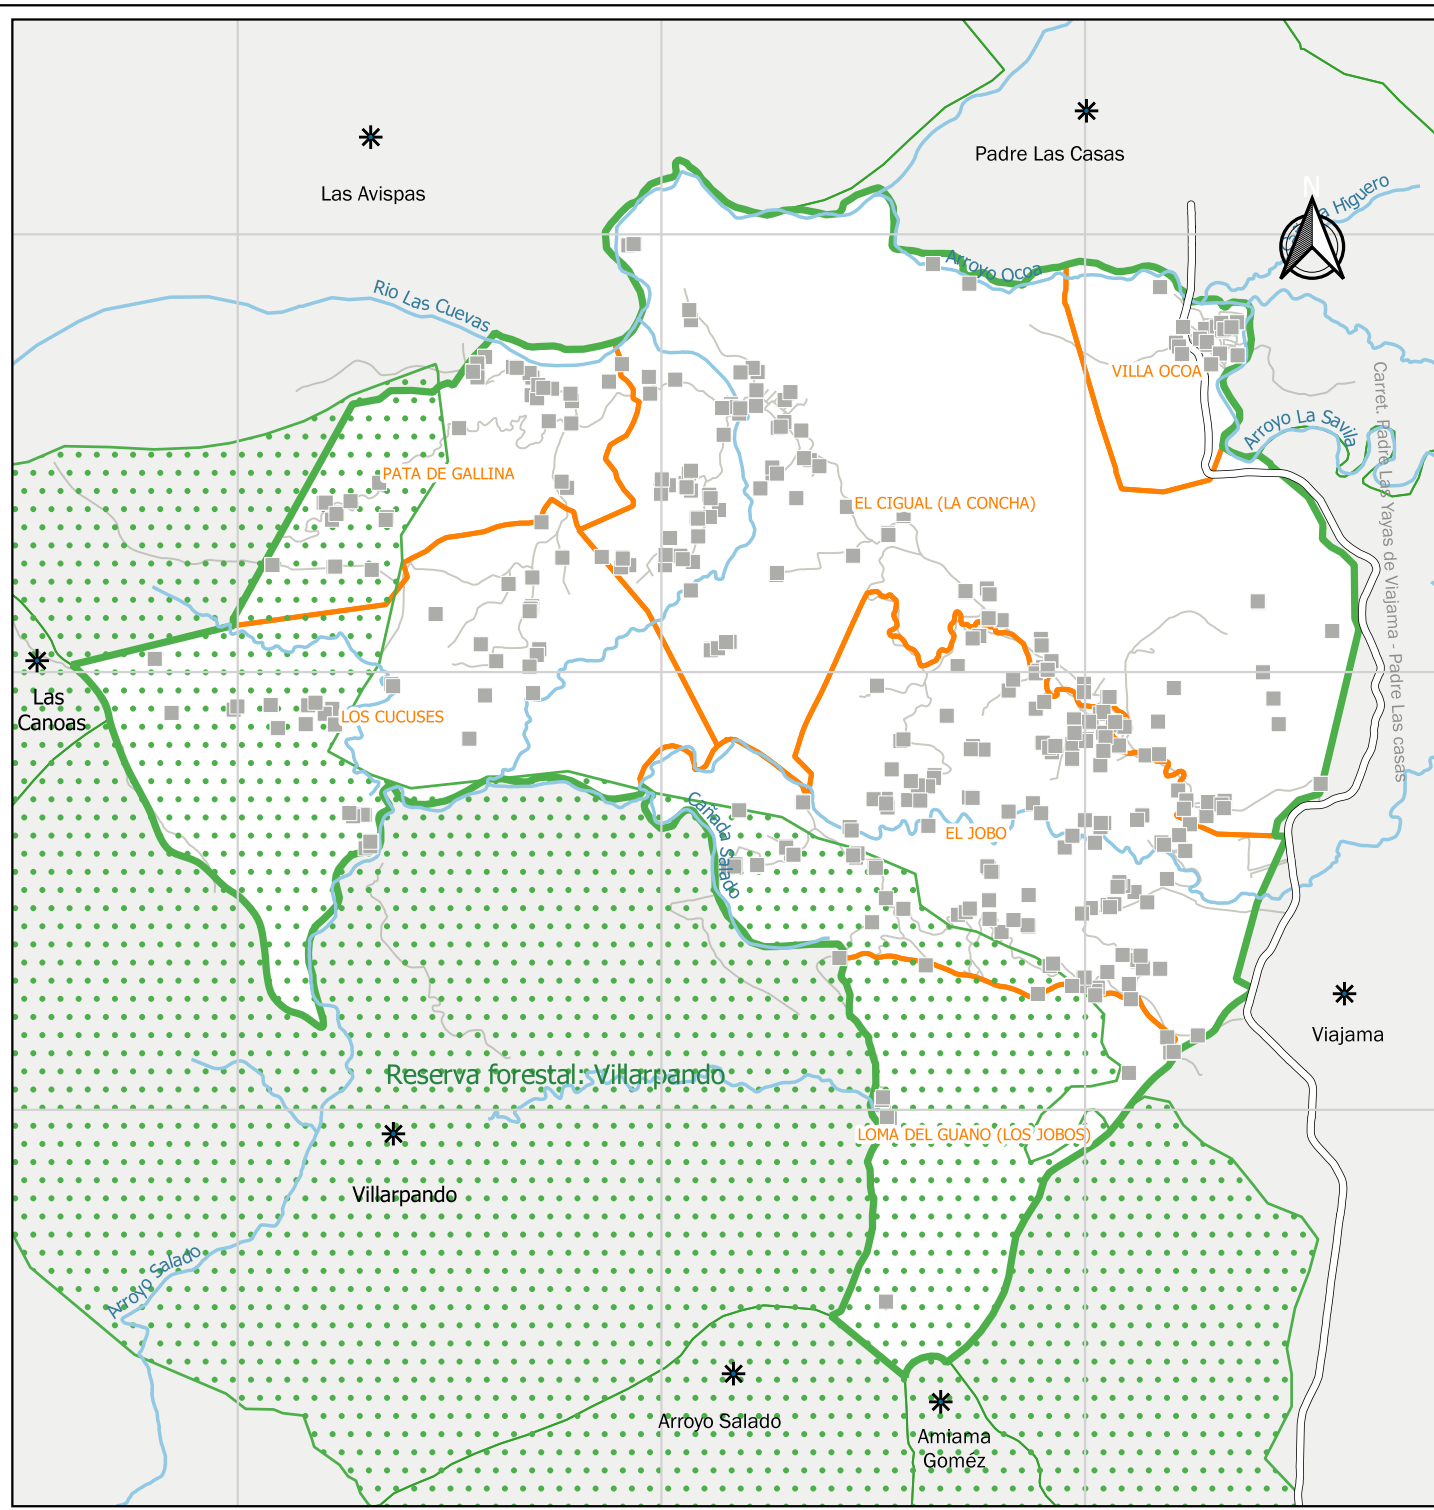 Padre Las Casas
Las Avispas
N
Higuero
Arroyo Ocoa
Rio Las Cuevas
VILLA OCOA
Arroyo La Savila
Carret. Padre Las Yayas de Viajama - Padre Las casas
PATA DE GALLINA
EL CIGUAL (LA CONCHA)
Las
Canoas
LOS CUCUSES
Cañada Salado
EL JOBO
Viajama
Reserva forestal: Villarpando
LOMA DEL GUANO (LOS JOBOS)
Villarpando
Arroyo Salado
Arroyo Salado
Amiama
Goméz